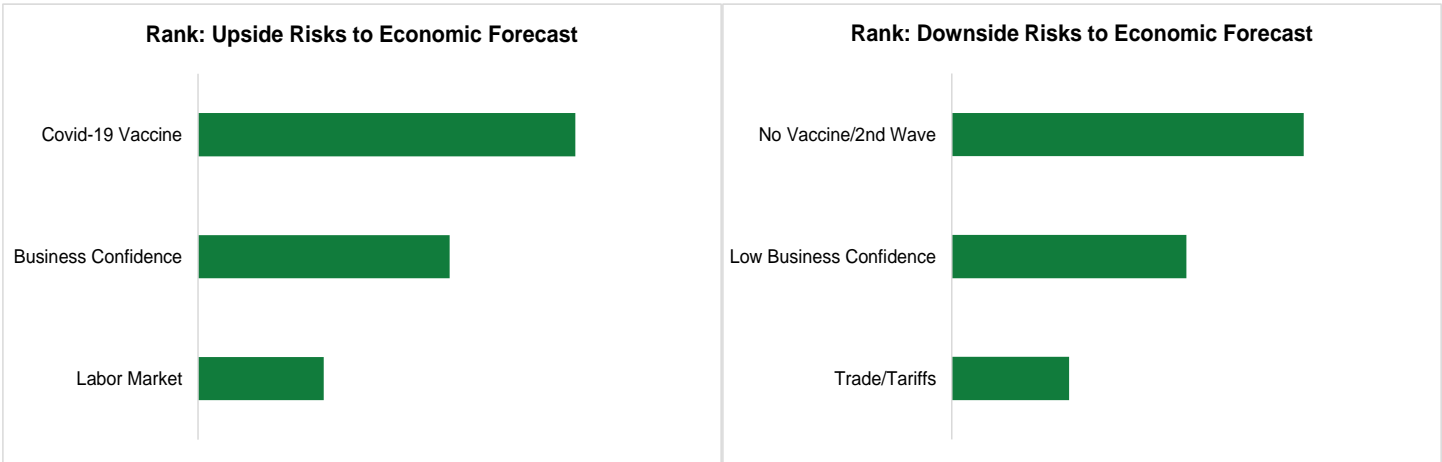 Rank: Upside Risks to Economic Forecast
Covid-19 Vaccine
Business Confidence
Labor Market
Rank: Downside Risks to Economic Forecast
No Vaccine/2nd Wave
Low Business Confidence
Trade/Tariffs